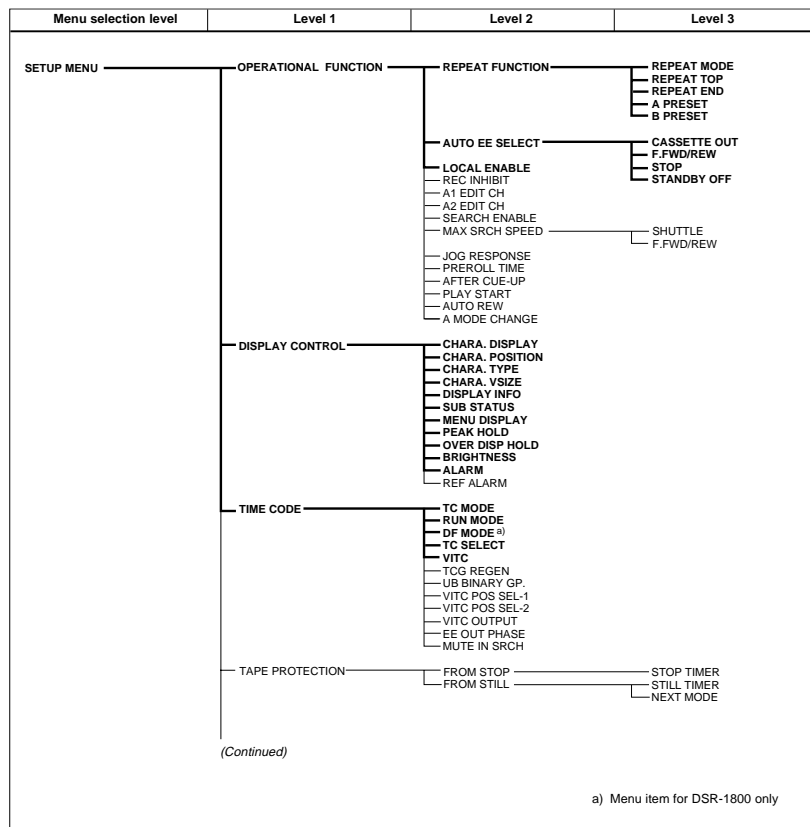 Menu selection level Level 1 Level 2 Level 3
SETUP MENU OPERATIONAL FUNCTION REPEAT FUNCTION REPEAT MODE
REPEAT TOP
REPEAT END
A PRESET
B PRESET
AUTO EE SELECT CASSETTE OUT
F.FWD/REW
LOCAL ENABLE STOP
REC INHIBIT STANDBY OFF
A1 EDIT CH
A2 EDIT CH
SEARCH ENABLE
MAX SRCH SPEED SHUTTLE
F.FWD/REW
JOG RESPONSE
PREROLL TIME
AFTER CUE-UP
PLAY START
AUTO REW
A MODE CHANGE
DISPLAY CONTROL CHARA. DISPLAY
CHARA. POSITION
CHARA. TYPE
CHARA. VSIZE
DISPLAY INFO
SUB STATUS
MENU DISPLAY
PEAK HOLD
OVER DISP HOLD
BRIGHTNESS
ALARM
REF ALARM
TIME CODE TC MODE
RUN MODE
DF MODE a)
TC SELECT
VITC
TCG REGEN
UB BINARY GP.
VITC POS SEL-1
VITC POS SEL-2
VITC OUTPUT
EE OUT PHASE
MUTE IN SRCH
TAPE PROTECTION FROM STOP STOP TIMER
FROM STILL STILL TIMER
NEXT MODE
(Continued)
a) Menu item for DSR-1800 only